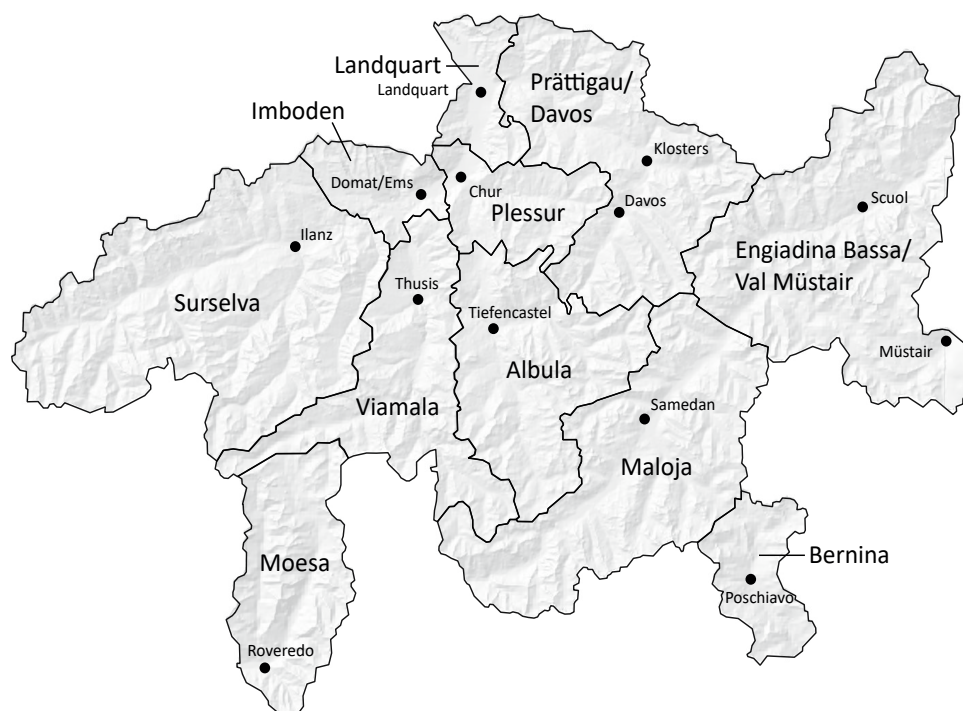 Landquart
Landquart
Prättigau/
Davos
Imboden
Klosters
Domat/Ems
Chur
Plessur
Davos
Scuol
Ilanz
Engiadina Bassa/
Val Müstair
Surselva
Thusis
Tiefencastel
Müstair
Albula
Viamala
Samedan
Maloja
Moesa
Bernina
Poschiavo
Roveredo